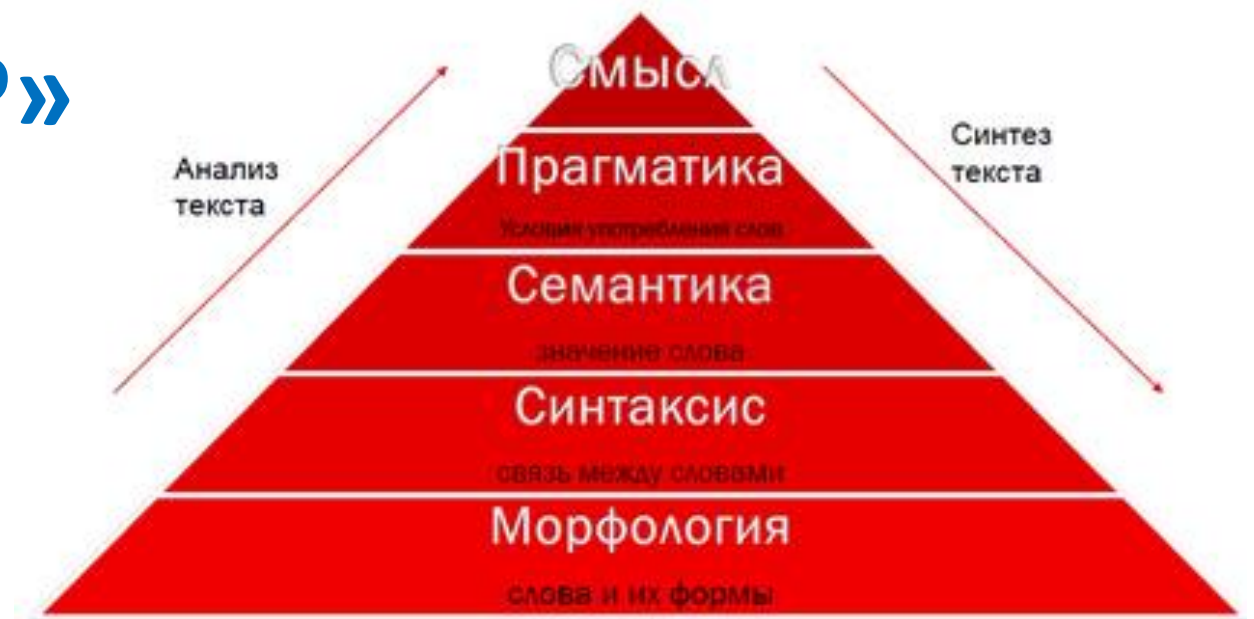 »
Смысл
Анализ
текста
Синтез
текста
Прагматика
Условия употребления слов
Семантика
значение слова
Синтаксис
связь между словами
Морфология
слова и их формы